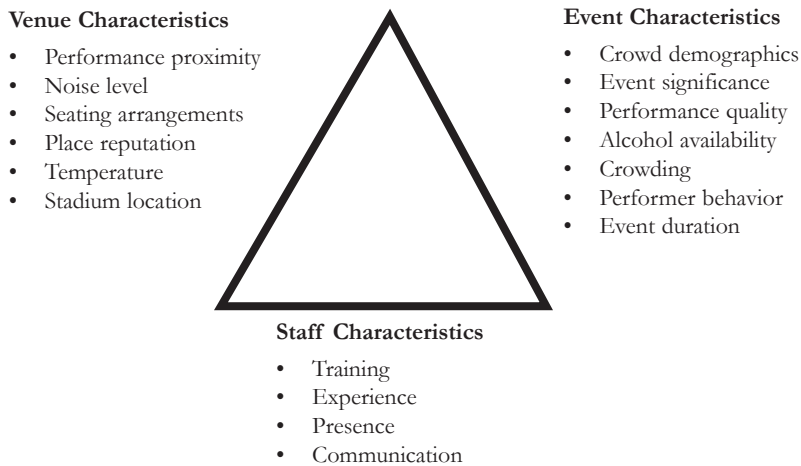 Venue Characteristics
• Performance proximity
• Noise level
• Seating arrangements
• Place reputation
• Temperature
• Stadium location
Event Characteristics
• Crowd demographics
• Event significance
• Performance quality
• Alcohol availability
• Crowding
• Performer behavior
• Event duration
Staff Characteristics
• Training
• Experience
• Presence
• Communication